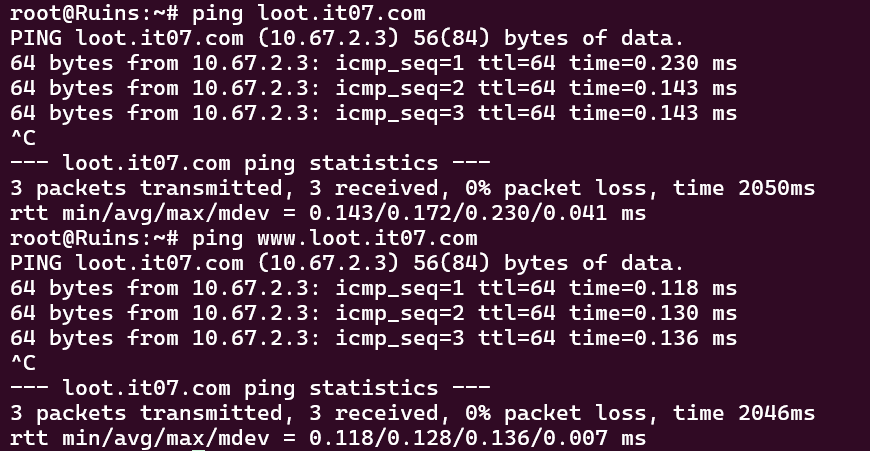 root@Ruins:~# ping loot.it07.com
PING loot.it07.com (10.67.2.3) 56(84) bytes of data.
64 bytes from 10.67.2.3: icmp_seq=1 ttl=64 time=0.230 ms
64 bytes from 10.67.2.3: icmp_seq=2 ttl=64 time=0.143 ms
64 bytes from 10.67.2.3: icmp_seq=3 ttl=64 time=0.143 ms
^C
--- loot.it07.com ping statistics ---
3 packets transmitted, 3 received, 0% packet loss, time 2050ms
rtt min/avg/max/mdev = 0.143/0.172/0.230/0.041 ms
root@Ruins:~# ping www.loot.it07.com
PING loot.it07.com (10.67.2.3) 56(84) bytes of data.
64 bytes from 10.67.2.3: icmp_seq=1 ttl=64 time=0.118 ms
64 bytes from 10.67.2.3: icmp_seq=2 ttl=64 time=0.130 ms
64 bytes from 10.67.2.3: icmp_seq=3 ttl=64 time=0.136 ms
^C
--- loot.it07.com ping statistics ---
3 packets transmitted, 3 received, 0% packet loss, time 2046ms
rtt min/avg/max/mdev = 0.118/0.128/0.136/0.007 ms